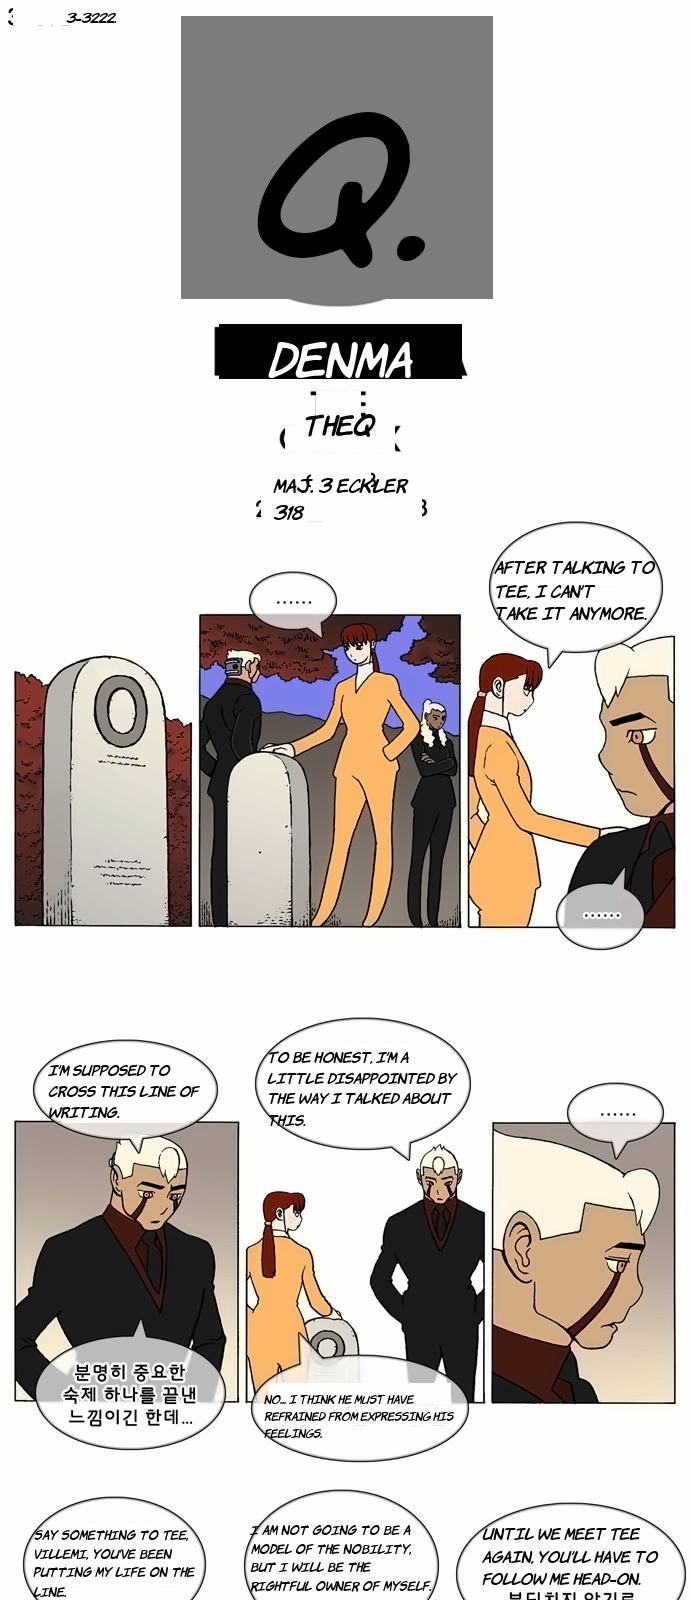 3-3222
Q.
DENMA
THEQ
MAJ. 3 ECKLER
318
......
AFTER TALKING TO
TEE, I CAN'T
TAKE IT ANYMORE.
......
I'M SUPPOSED TO
CROSS THIS LINE OF
WRITING.
TO BE HONEST, I'M A
LITTLE DISAPPOINTED BY
THE WAY I TALKED ABOUT
THIS.
......
분명히 중요한
숙제 하나를 끝낸
느낌이긴 한데...
NO... I THINK HE MUST HAVE
REFRAINED FROM EXPRESSING HIS
FEELINGS.
SAY SOMETHING TO TEE,
VILLEMI, YOU'VE BEEN
PUTTING MY LIFE ON THE
LINE.
I AM NOT GOING TO BE A
MODEL OF THE NOBILITY,
BUT I WILL BE THE
RIGHTFUL OWNER OF MYSELF.
UNTIL WE MEET TEE
AGAIN, YOU'LL HAVE TO
FOLLOW ME HEAD-ON.